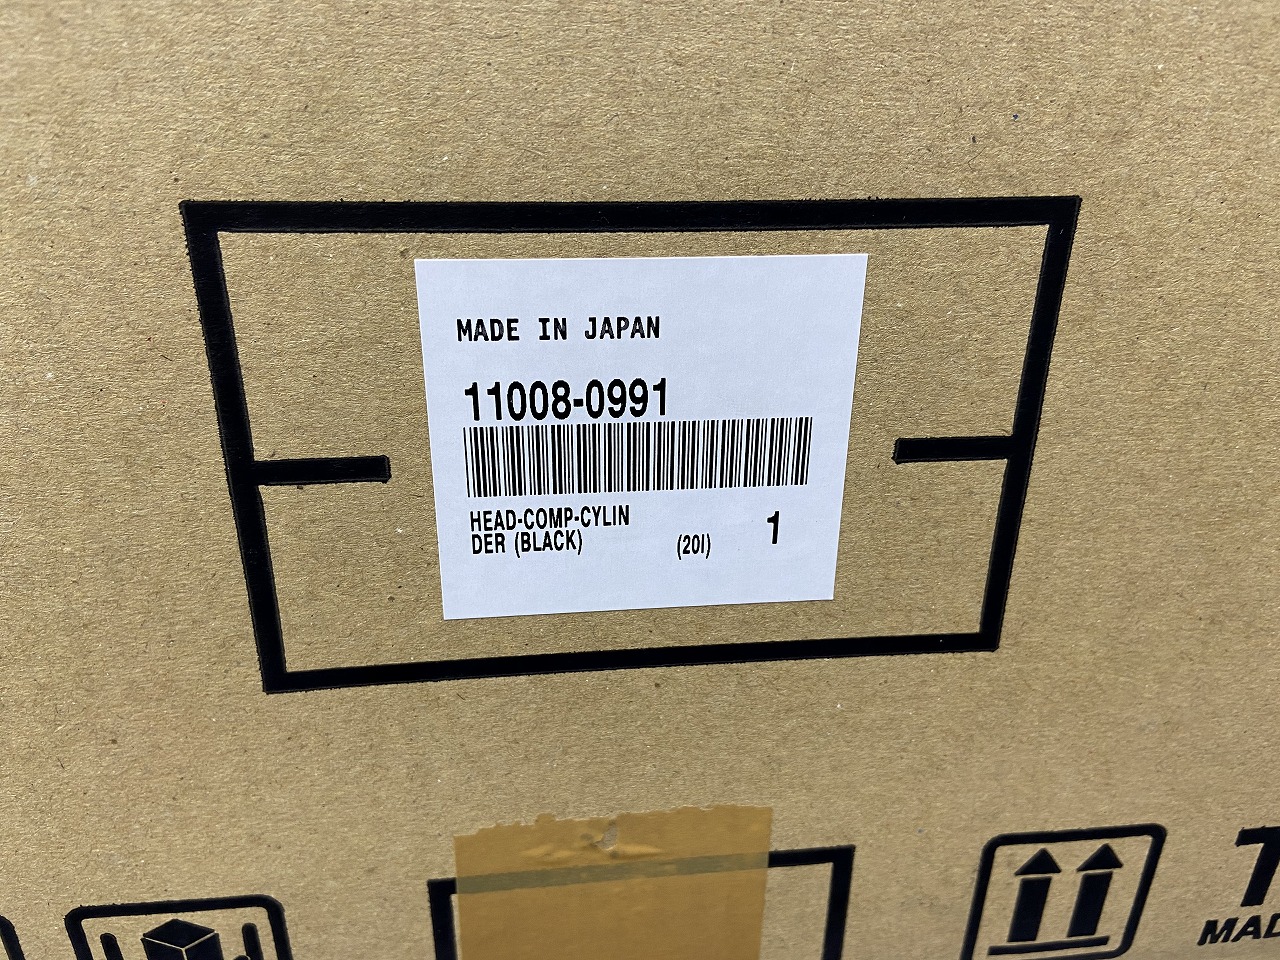 MADE IN JAPAN
11008-0991
HEAD-COMP-CYLIN
DER (BLACK) (20I) 1